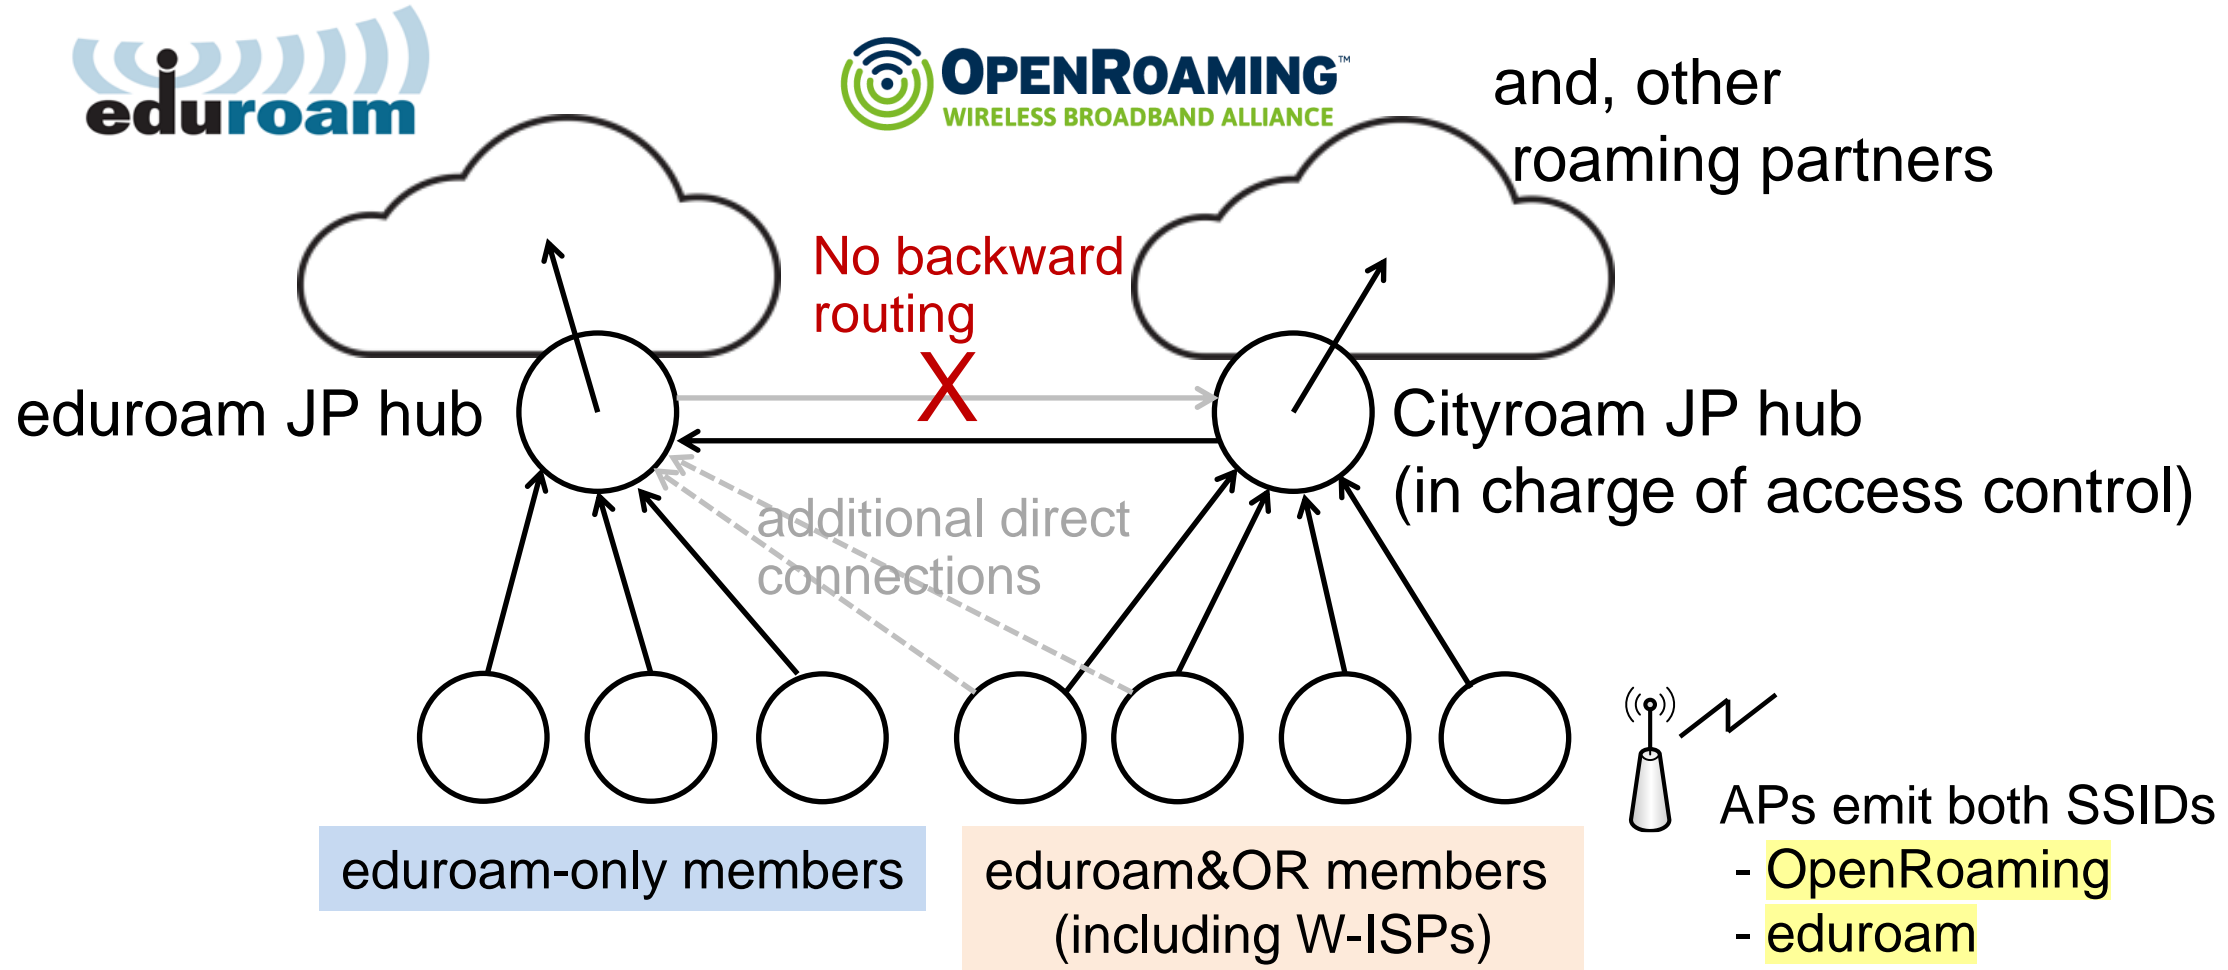 eduroam
OPENROAMING™
WIRELESS BROADBAND ALLIANCE
and, other
roaming partners
No backward
routing
X
eduroam JP hub
Cityroam JP hub
(in charge of access control)
additional direct
connections
eduroam-only members
eduroam&OR members
(including W-ISPs)
APs emit both SSIDs
- OpenRoaming
- eduroam